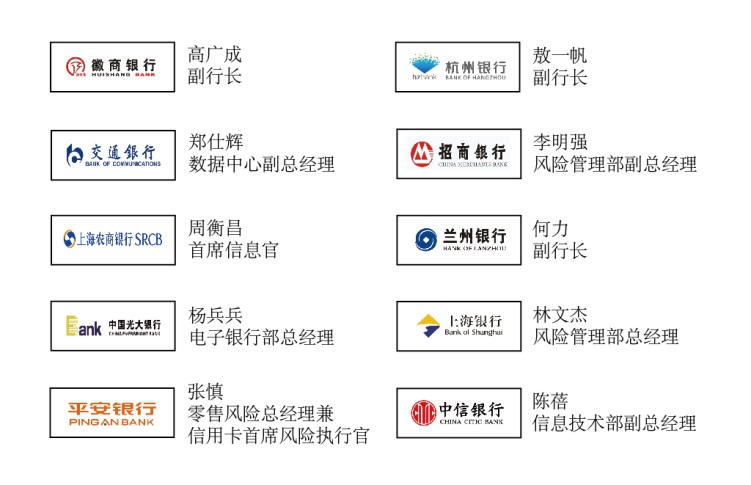 徽商银行
HUISHANG BANK
高广成
副行长
hzbank
杭州银行
BANK OF HANGZHOU
敖一帆
副行长
交通银行
BANK OF COMMUNICATIONS
郑仕辉
数据中心副总经理
招商银行
CHINA MERCHANTS BANK
李明强
风险管理部副总经理
上海农商银行 SRCB
周衡昌
首席信息官
兰州银行
BANK OF LANZHOU
何力
副行长
Bank
中国光大银行
CHINA EVERBRIGHT BANK
杨兵兵
电子银行部总经理
上海银行
Bank of Shanghai
林文杰
风险管理部总经理
平安银行
PING AN BANK
张慎
零售风险总经理兼
信用卡首席风险执行官
中信银行
CHINA CITIC BANK
陈蓓
信息技术部副总经理